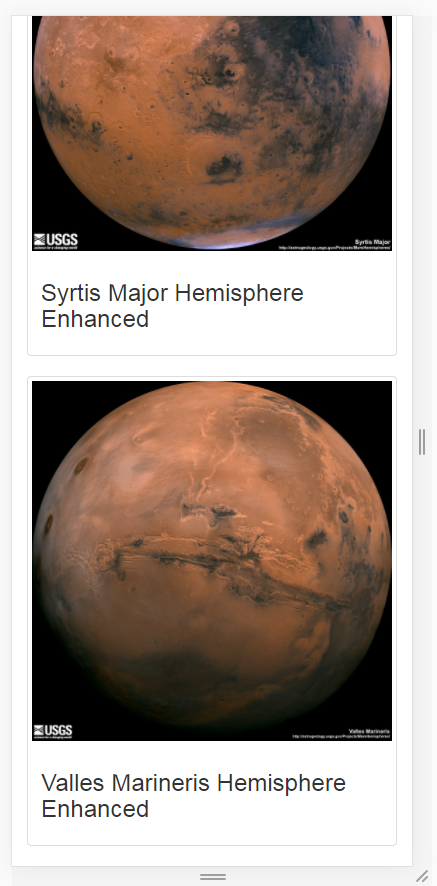 USGS
science for a changing world
Syrtis Major
http://astrogeology.usgs.gov/Projects/MarsHemispheres/
Syrtis Major Hemisphere
Enhanced
USGS
science for a changing world
Valles Marineris
http://astrogeology.usgs.gov/Projects/MarsHemispheres/
Valles Marineris Hemisphere
Enhanced